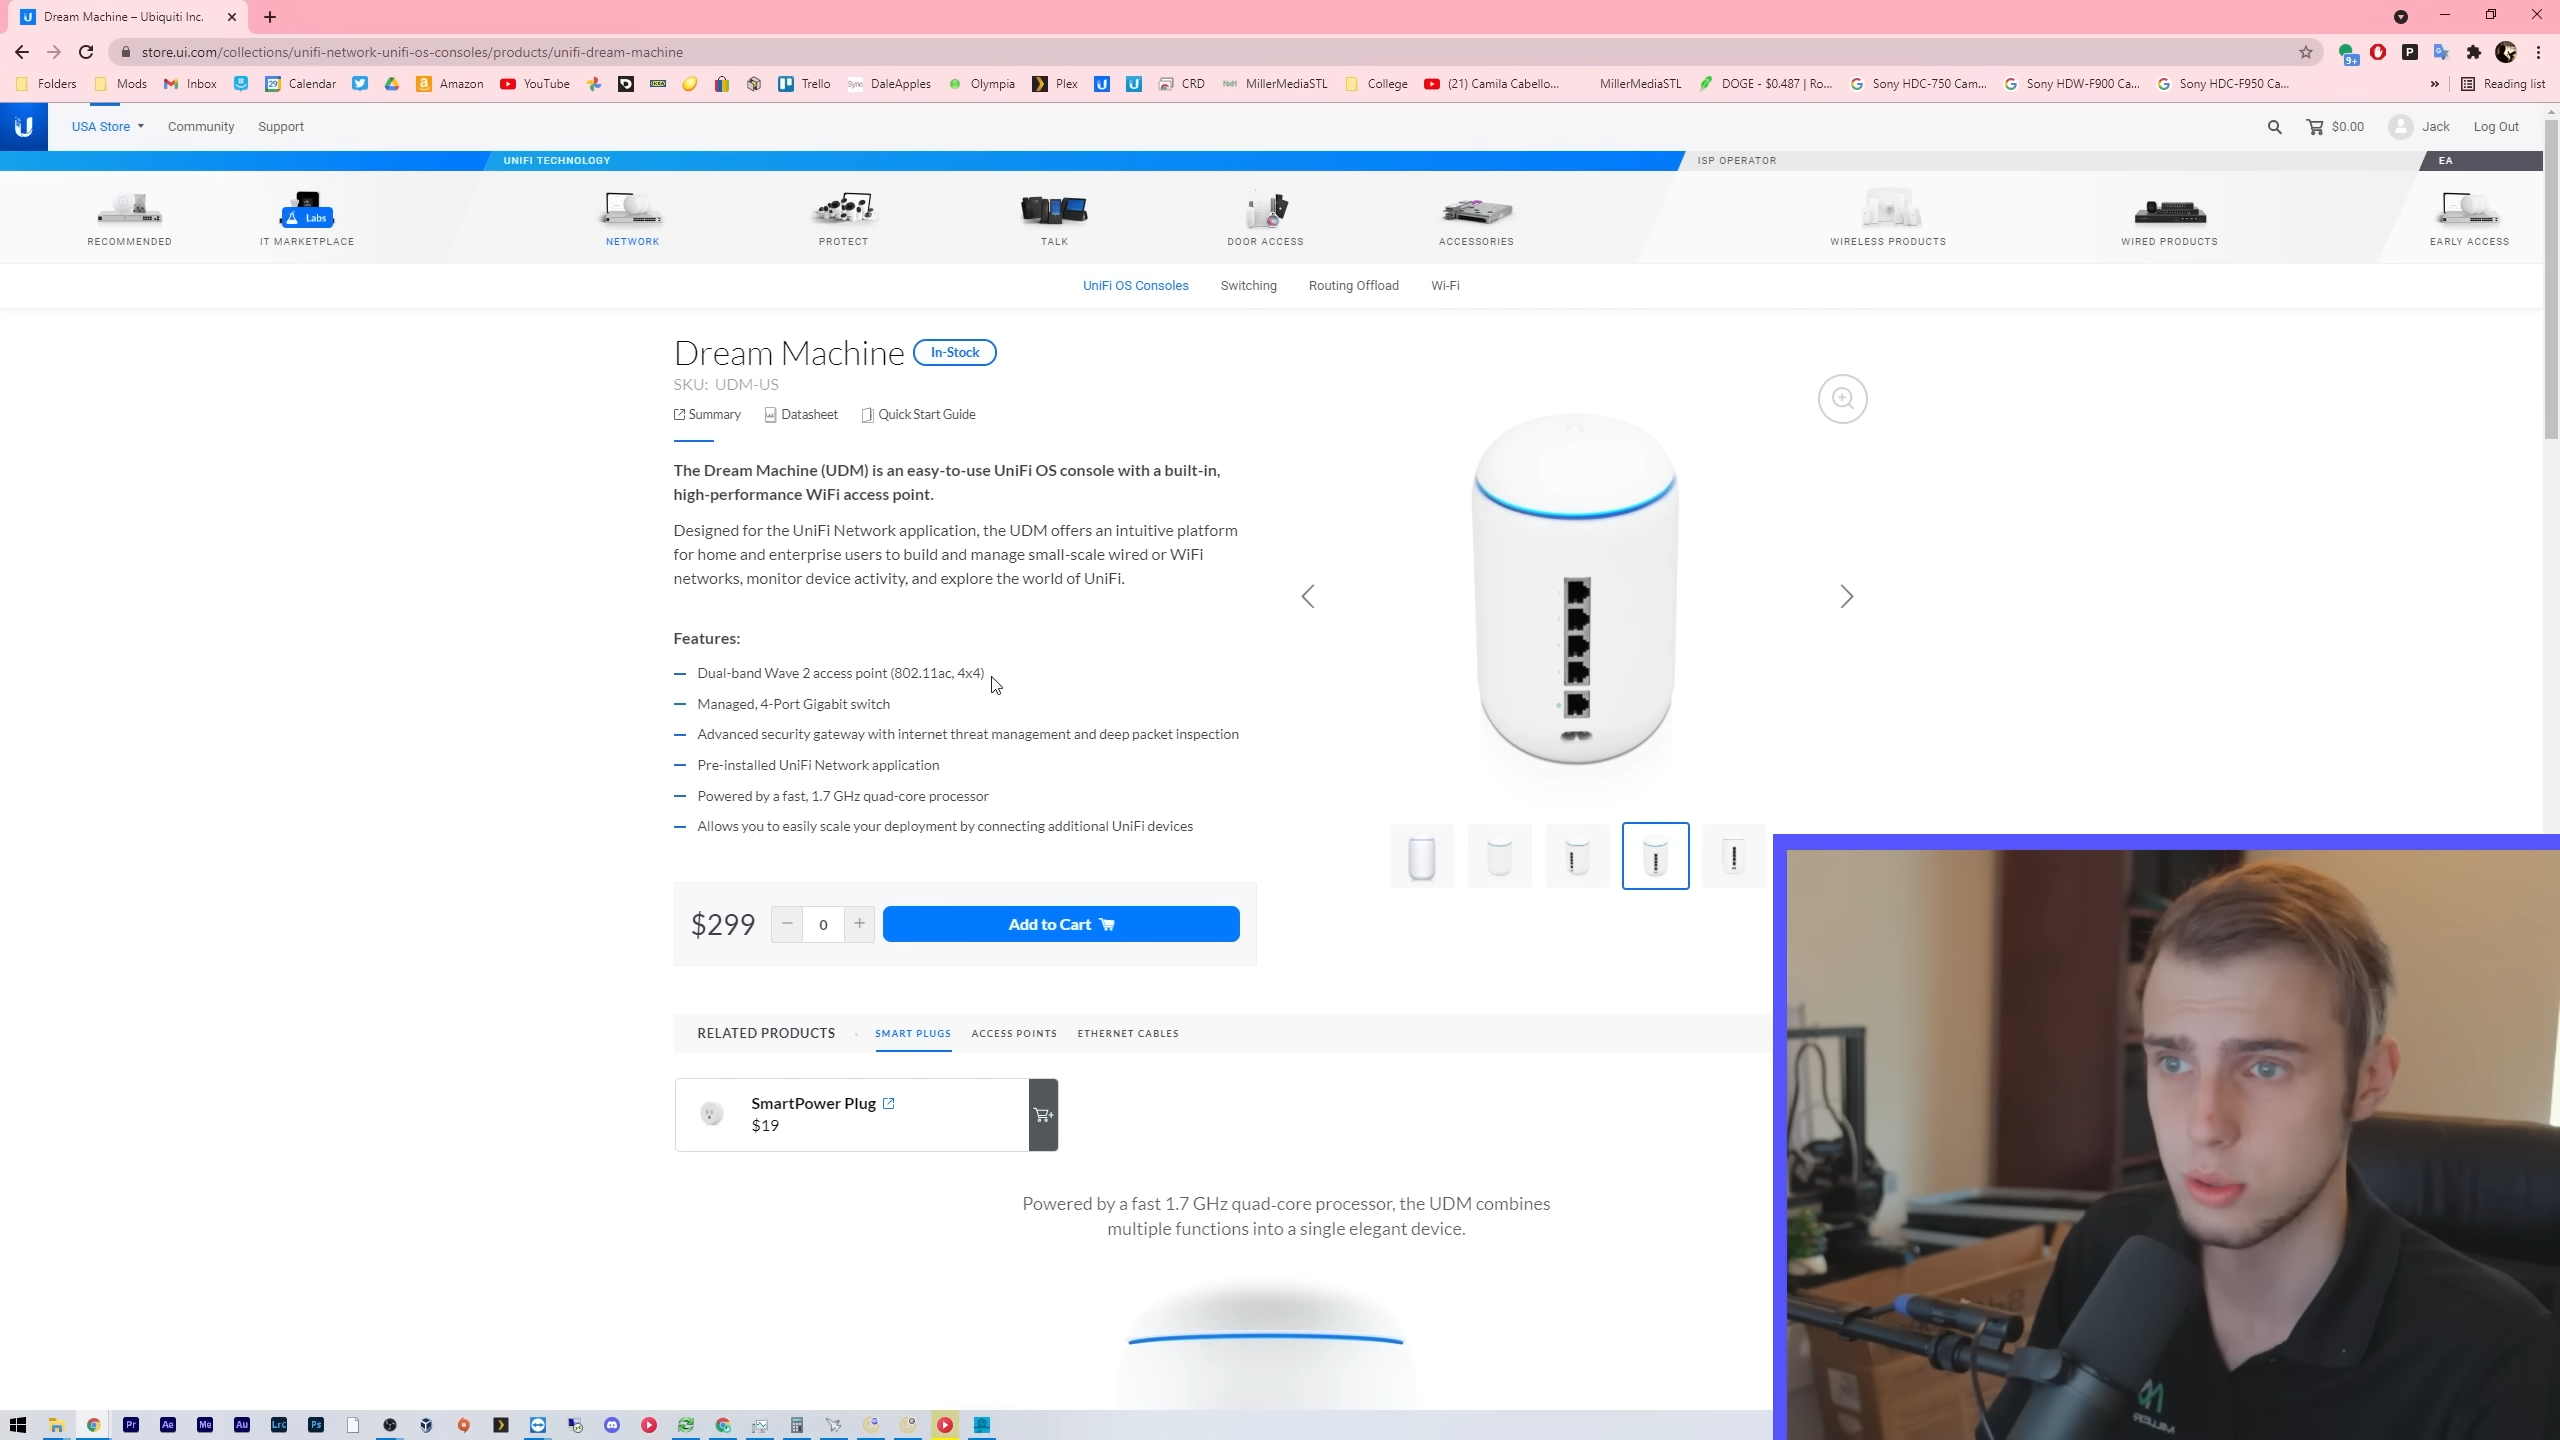 Dream Machine – Ubiquiti Inc.
store.ui.com/collections/unifi-network-unifi-os-consoles/products/unifi-dream-machine
9+
Folders Mods Inbox Calendar Amazon YouTube Trello DaleApples Olympia Plex CRD MillerMediaSTL College (21) Camila Cabello... MillerMediaSTL DOGE - $0.487 | Ro... Sony HDC-750 Cam... Sony HDW-F900 Ca... Sony HDC-F950 Ca... » Reading list
USA Store Community Support $0.00 Jack Log Out
UNIFI TECHNOLOGY ISP OPERATOR EA
Labs
RECOMMENDED IT MARKETPLACE NETWORK PROTECT TALK DOOR ACCESS ACCESSORIES WIRELESS PRODUCTS WIRED PRODUCTS EARLY ACCESS
UniFi OS Consoles Switching Routing Offload Wi-Fi
Dream Machine In-Stock
SKU: UDM-US
Summary Datasheet Quick Start Guide
The Dream Machine (UDM) is an easy-to-use UniFi OS console with a built-in,
high-performance WiFi access point.
Designed for the UniFi Network application, the UDM offers an intuitive platform
for home and enterprise users to build and manage small-scale wired or WiFi
networks, monitor device activity, and explore the world of UniFi.
Features:
Dual-band Wave 2 access point (802.11ac, 4x4)
Managed, 4-Port Gigabit switch
Advanced security gateway with internet threat management and deep packet inspection
Pre-installed UniFi Network application
Powered by a fast, 1.7 GHz quad-core processor
Allows you to easily scale your deployment by connecting additional UniFi devices
$299 − 0 + Add to Cart
RELATED PRODUCTS SMART PLUGS ACCESS POINTS ETHERNET CABLES
SmartPower Plug
$19
Powered by a fast 1.7 GHz quad-core processor, the UDM combines
multiple functions into a single elegant device.
Pr Ae Me Au Lrc Ps